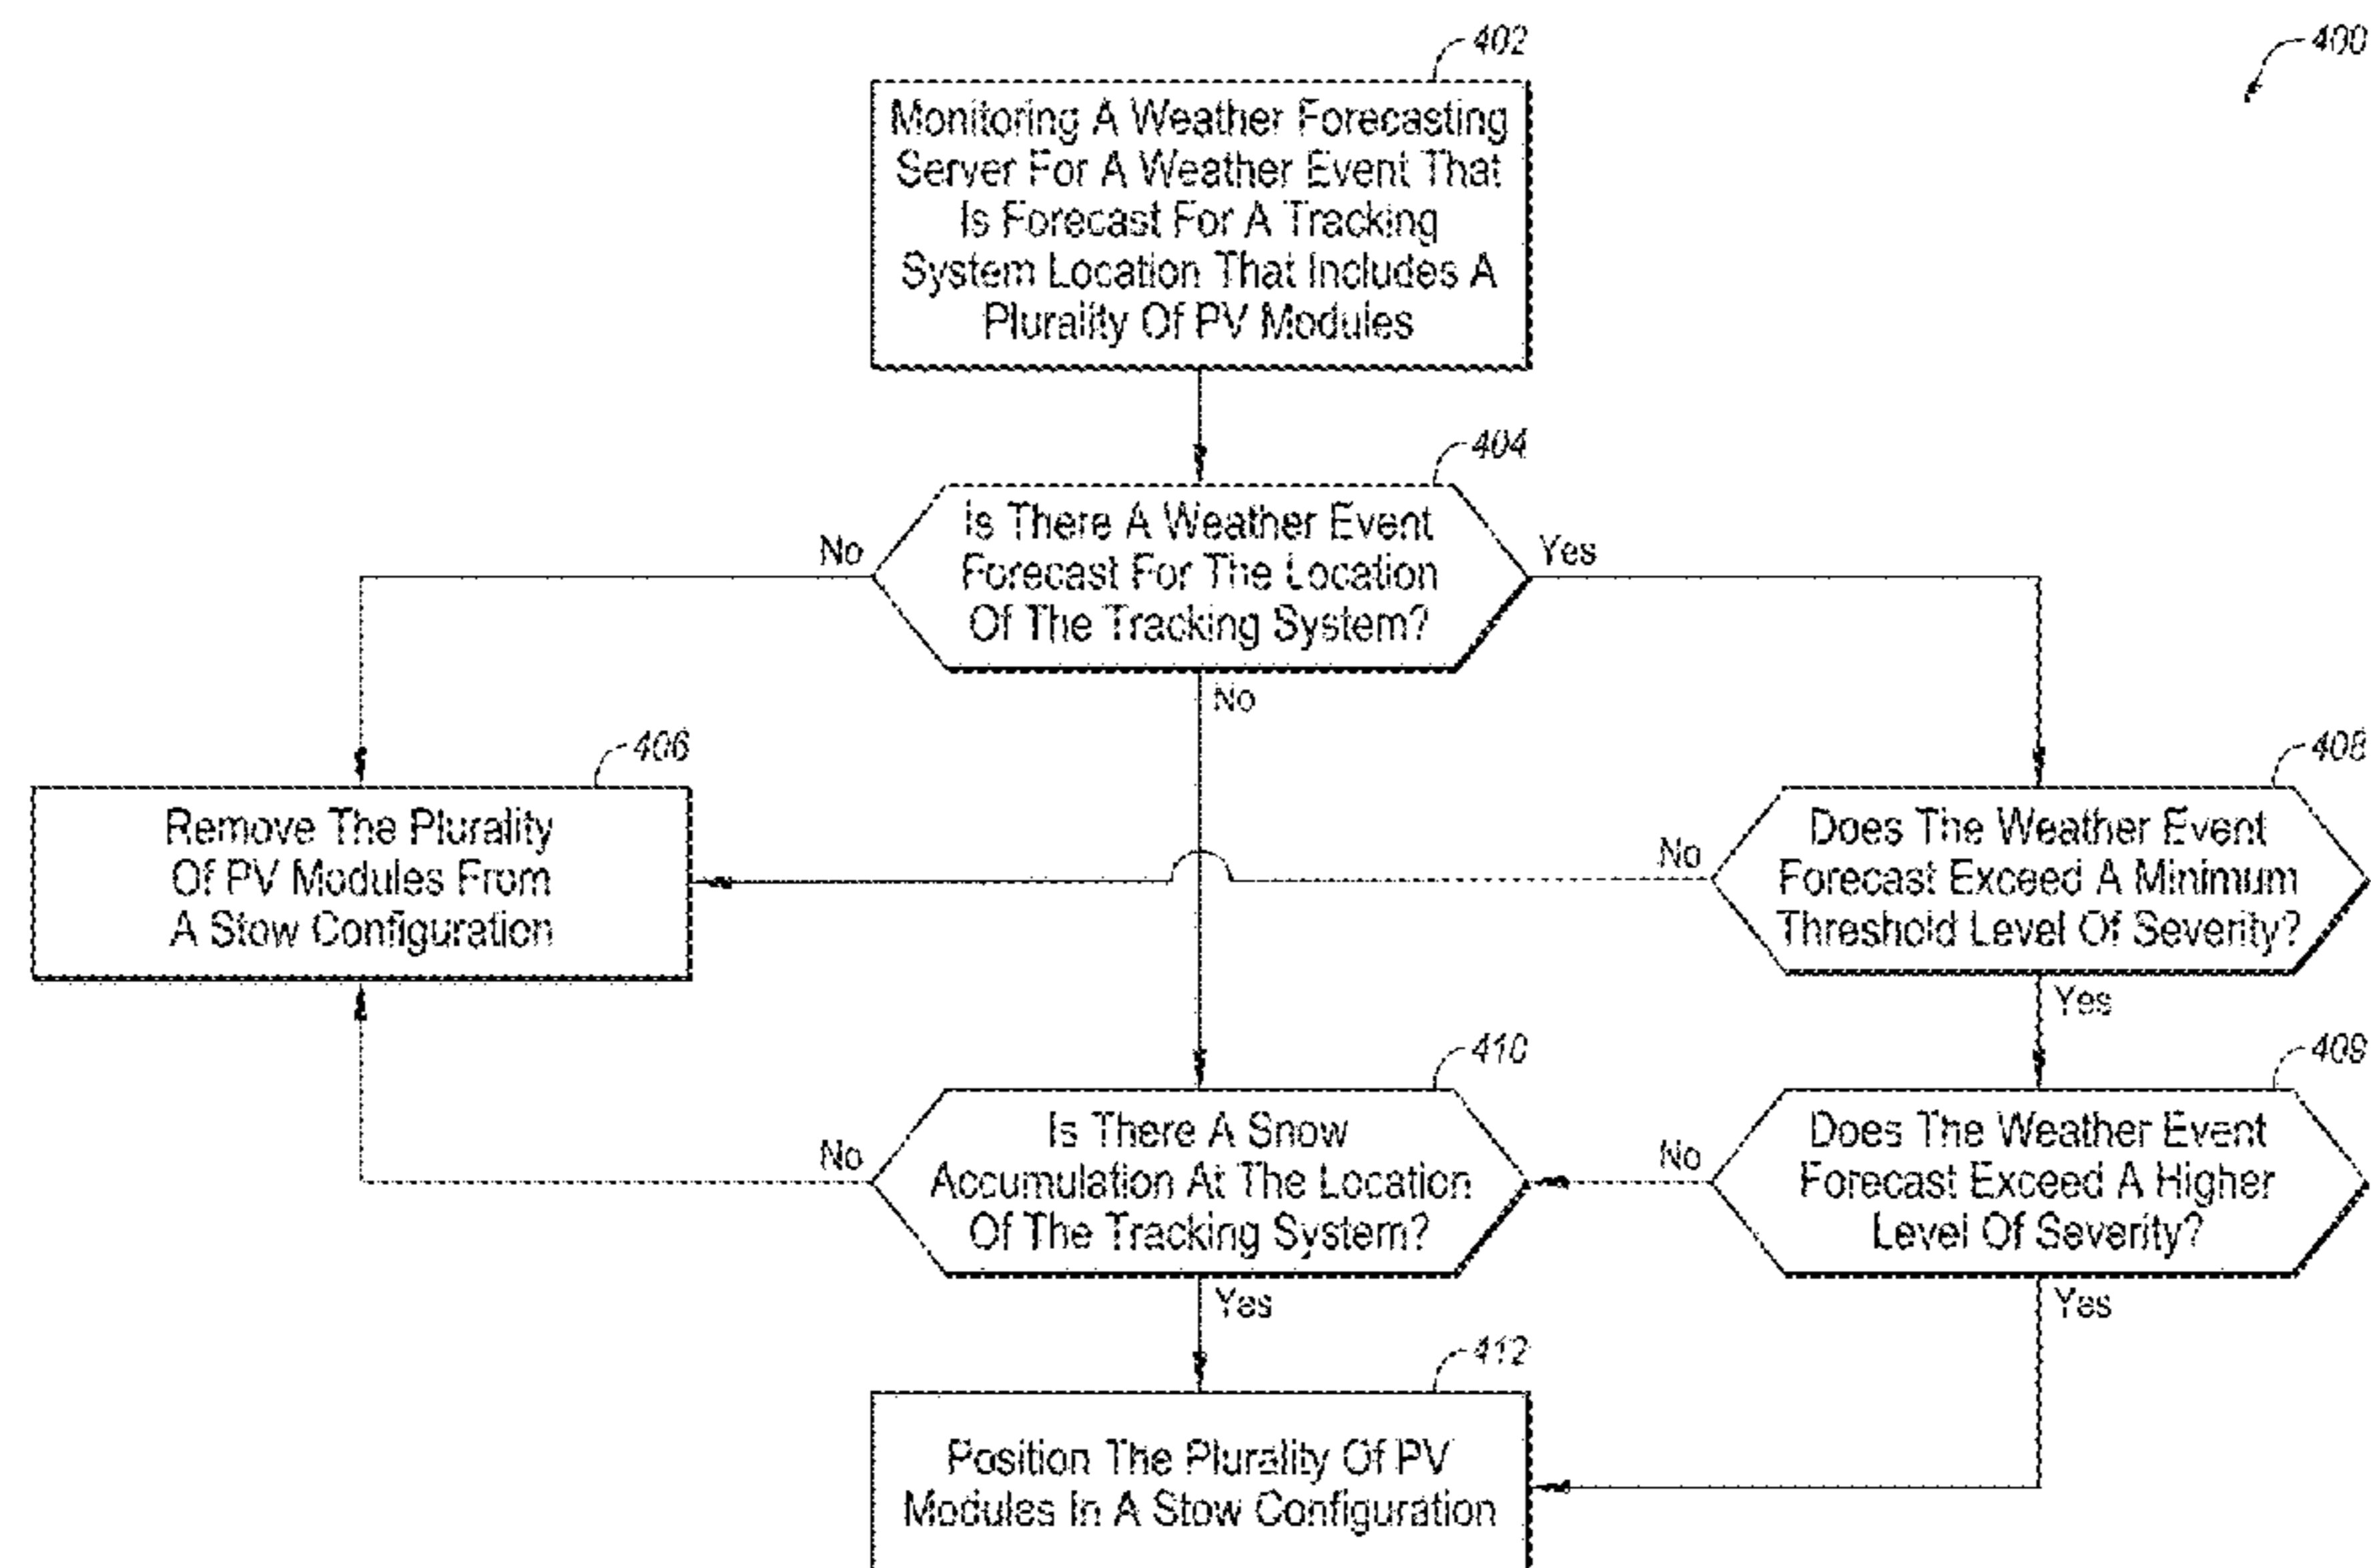 402
400
Monitoring A Weather Forecasting
Server For A Weather Event That
Is Forecast For A Tracking
System Location That Includes A
Plurality Of PV Modules
404
Is There A Weather Event
Forecast For The Location
Of The Tracking System?
No
Yes
No
406
Remove The Plurality
Of PV Modules From
A Stow Configuration
408
Does The Weather Event
Forecast Exceed A Minimum
Threshold Level Of Severity?
No
Yes
410
Is There A Snow
Accumulation At The Location
Of The Tracking System?
No
Yes
409
Does The Weather Event
Forecast Exceed A Higher
Level Of Severity?
No
Yes
412
Position The Plurality Of PV
Modules In A Stow Configuration